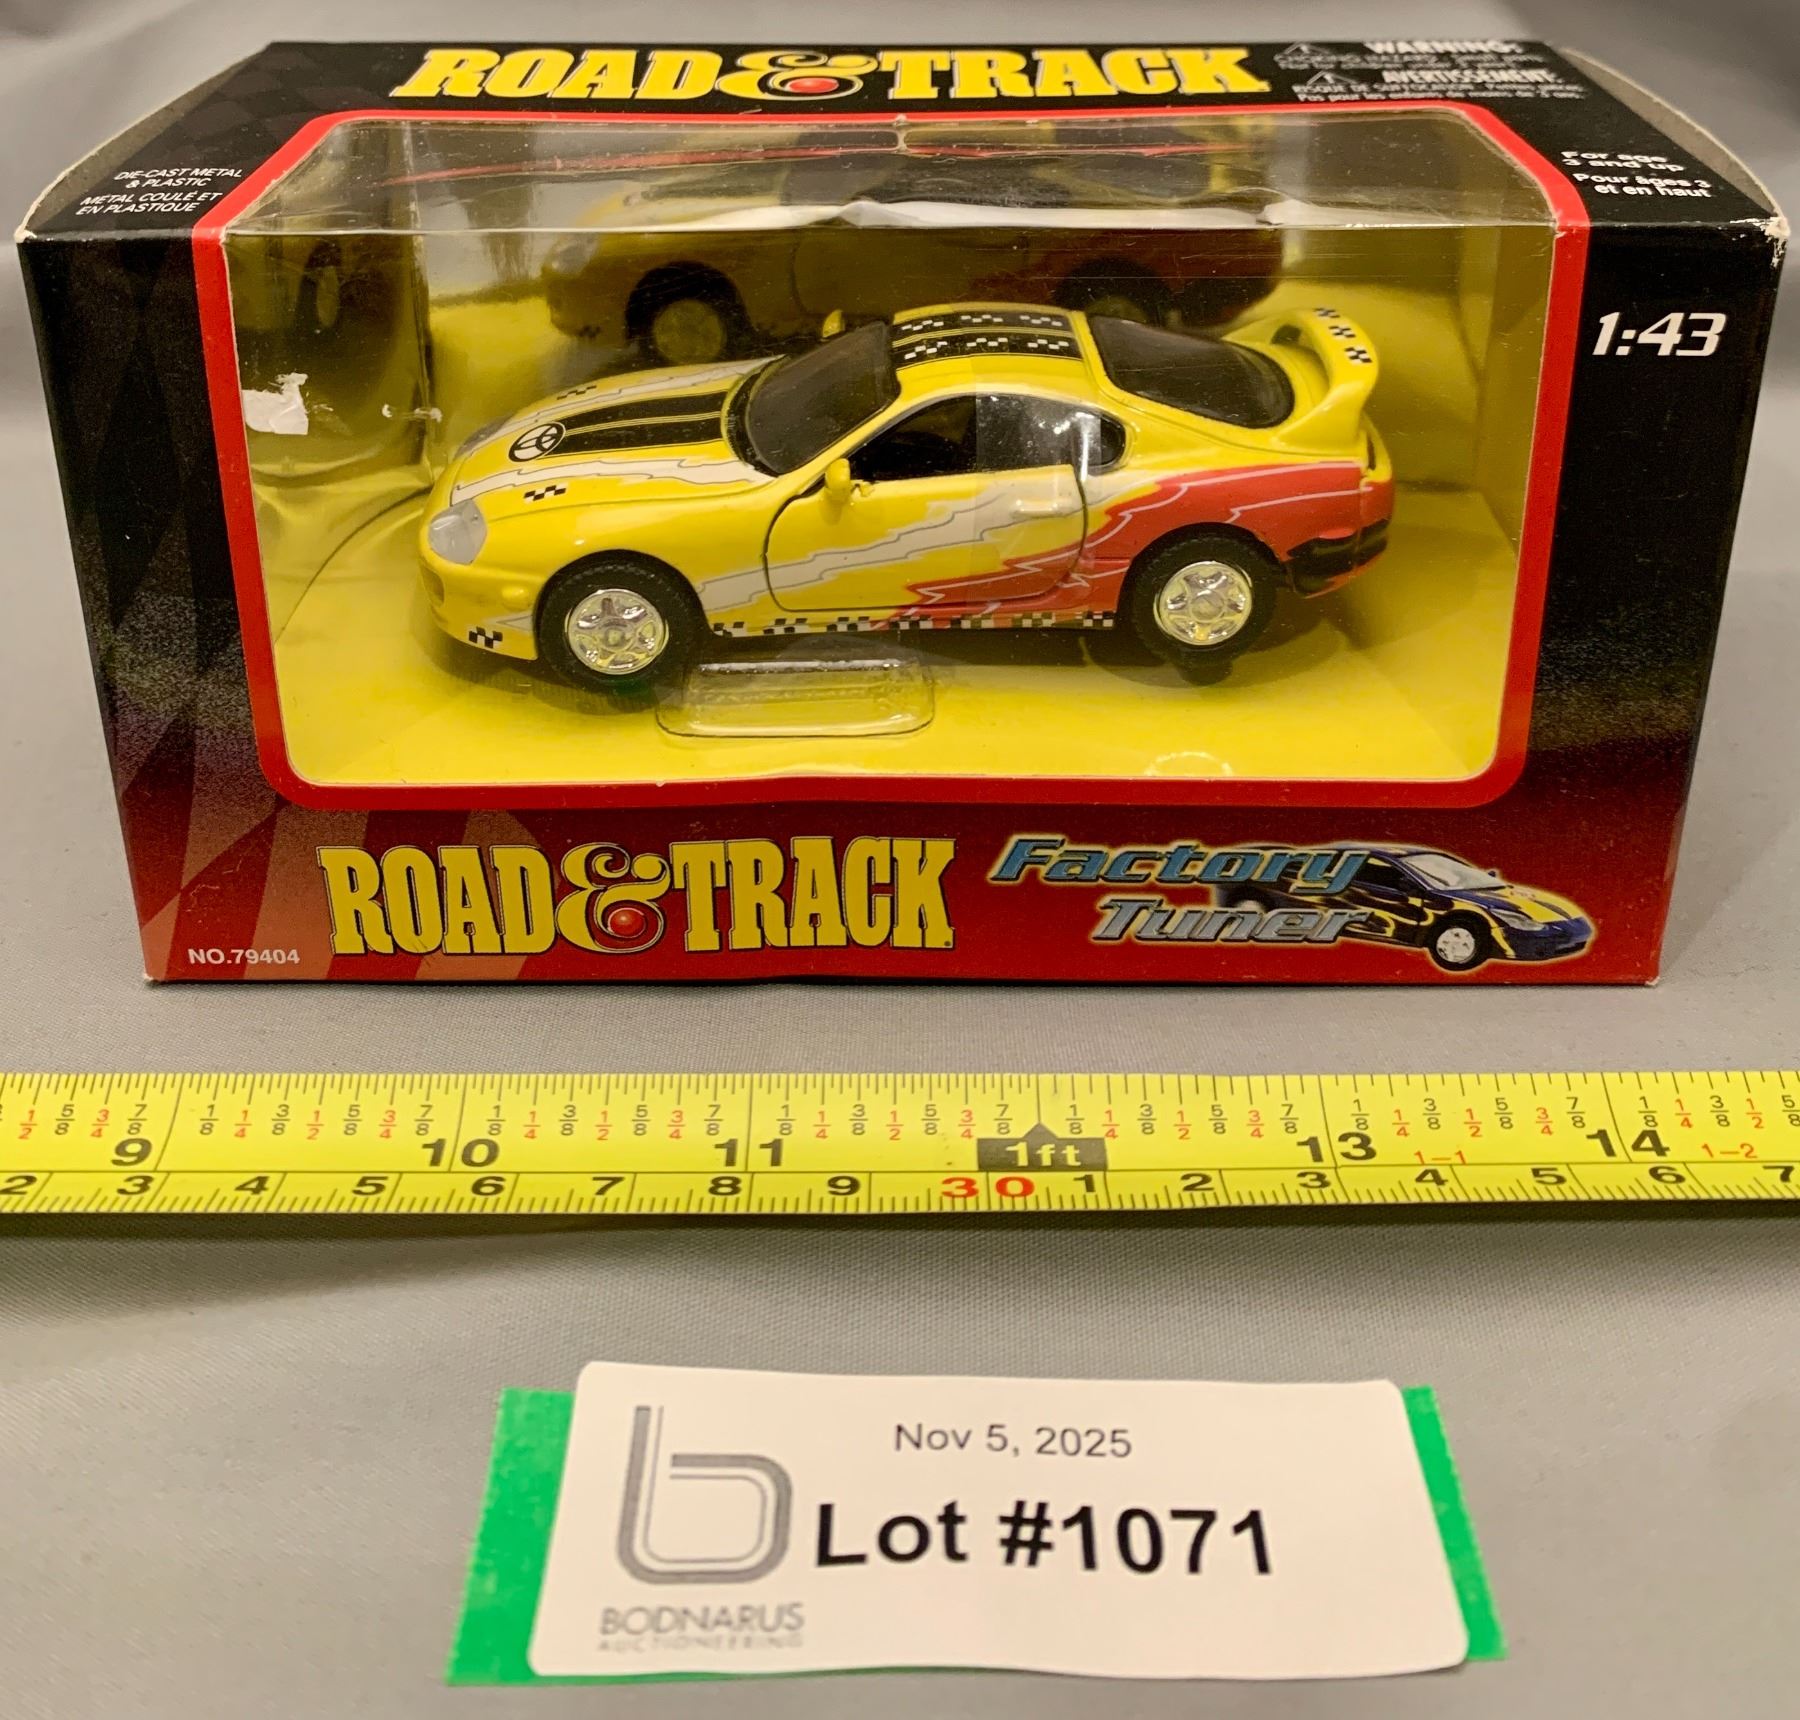 ROAD & TRACK
WARNING:
AVERTISSEMENT:
DIE-CAST METAL
& PLASTIC
METAL COULÉ ET
EN PLASTIQUE
For age
3 and up
Pour âges 3
et en haut
1:43
ROAD & TRACK
Factory
Tuner
NO.79404
1/2 5/8 3/4 7/8 1/8 1/4 3/8 1/2 5/8 3/4 7/8 1/8 1/4 3/8 1/2 5/8 3/4 7/8 1/8 1/4 3/8 1/2 5/8 3/4 7/8 1/8 1/4 3/8 1/2 5/8 3/4 7/8 1/8 1/4 3/8 1/2 5/8 3/4 7/8 1/8 1/4 3/8 1/2 5/8
9 10 11 1ft 13 1-1 14 1-2
2 3 4 5 6 7 8 9 30 1 2 3 4 5 6 7
Nov 5, 2025
Lot #1071
BODNARUS
AUCTIONEERING